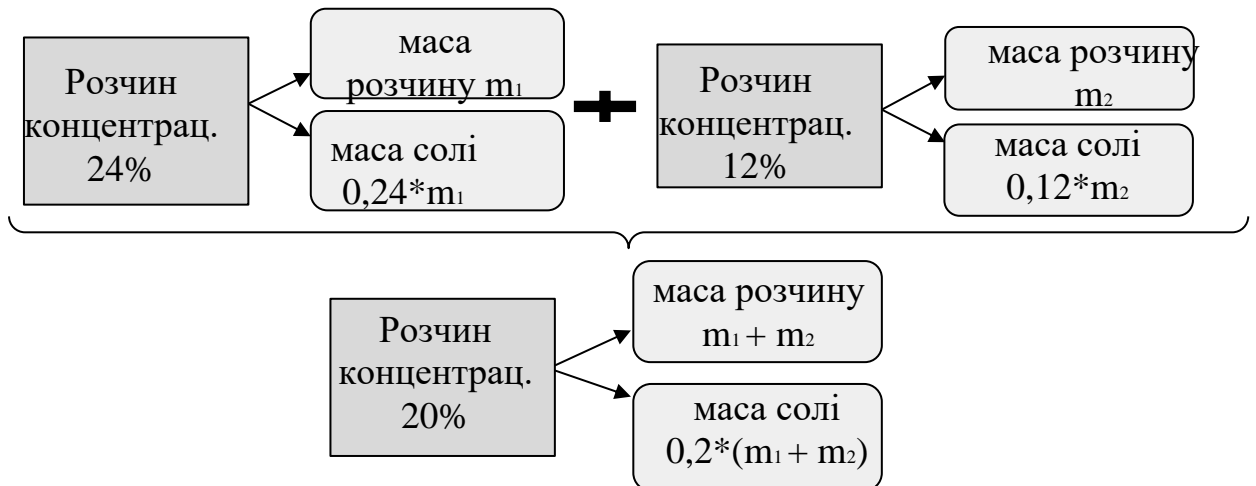 Розчин
концентрац.
24%
маса
розчину m₁
маса солі
0,24*m₁
Розчин
концентрац.
12%
маса розчину
m₂
маса солі
0,12*m₂
Розчин
концентрац.
20%
маса розчину
m₁ + m₂
маса солі
0,2*(m₁ + m₂)